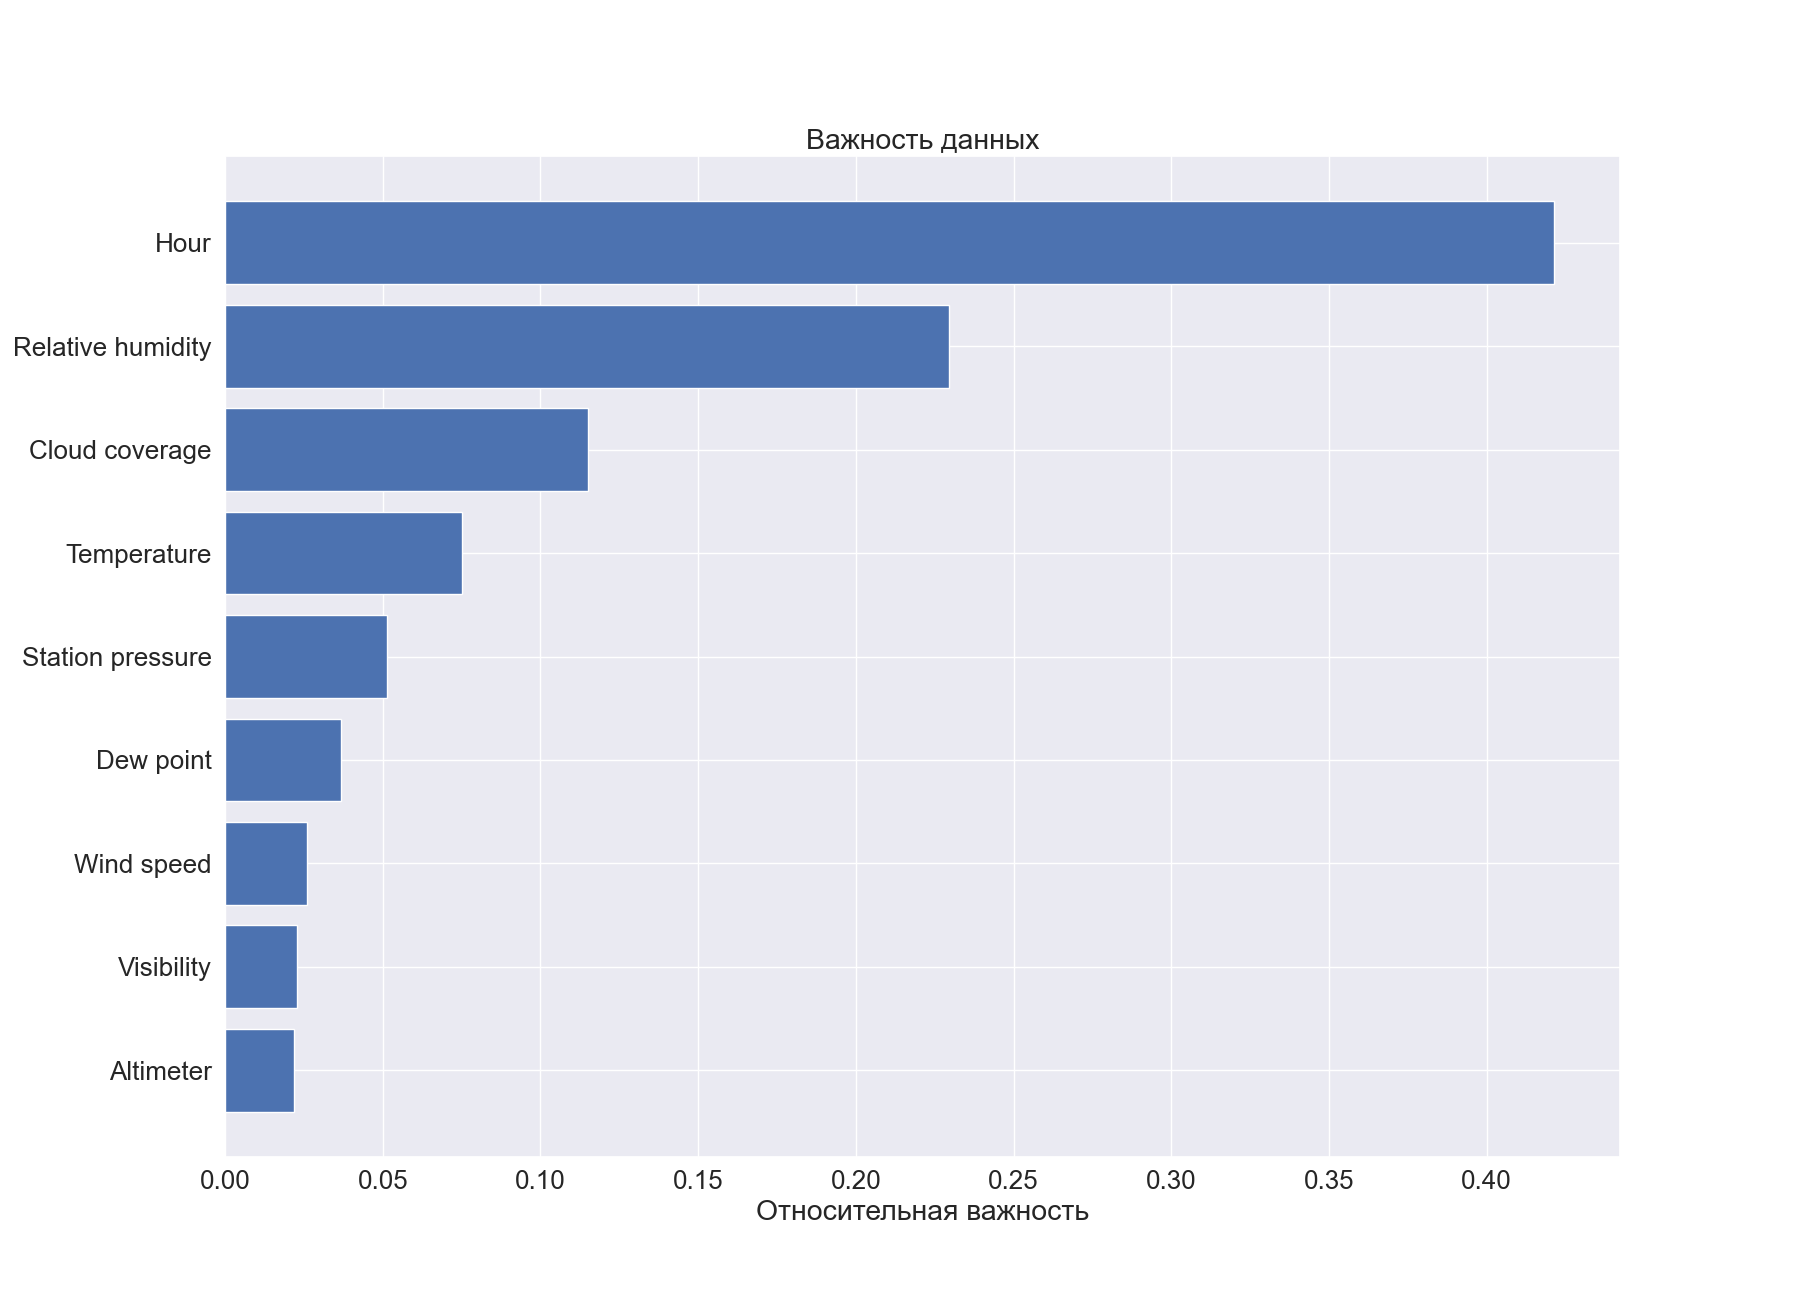 Важность данных
Hour
Relative humidity
Cloud coverage
Temperature
Station pressure
Dew point
Wind speed
Visibility
Altimeter
0.00 0.05 0.10 0.15 0.20 0.25 0.30 0.35 0.40
Относительная важность